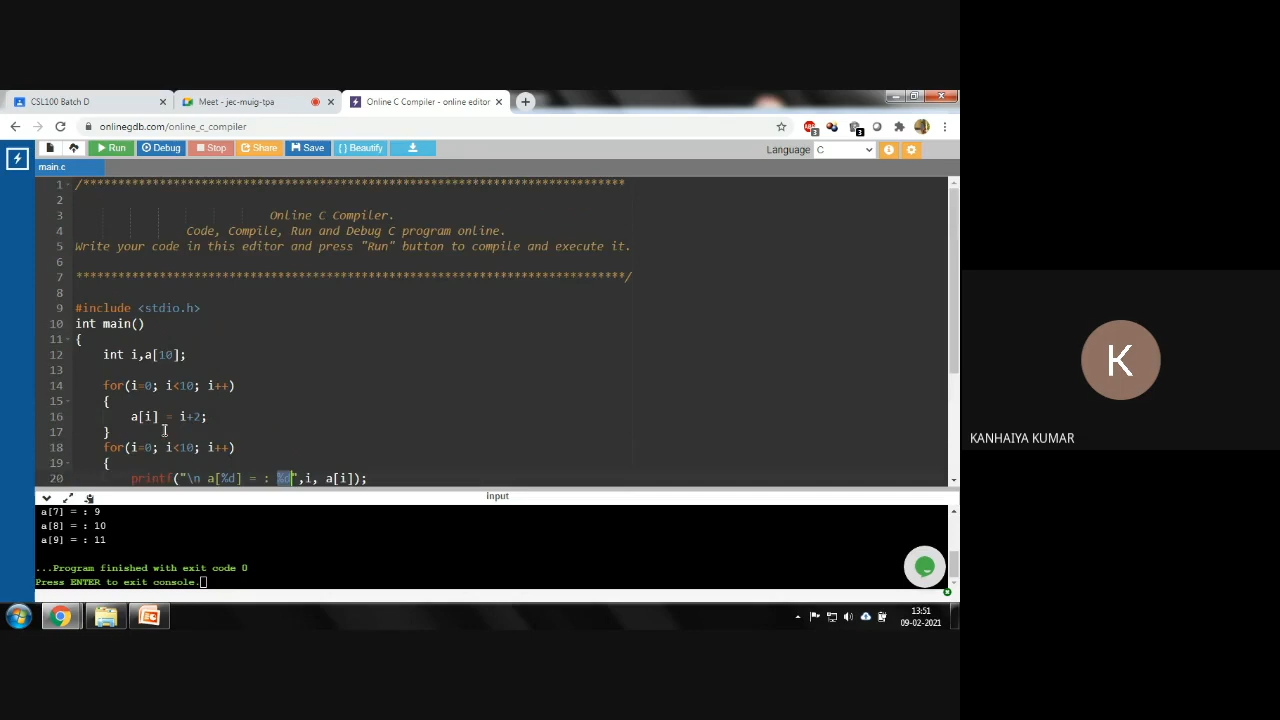 CSL100 Batch D
Meet - jec-muig-tpa
Online C Compiler - online editor
onlinegdb.com/online_c_compiler
Run
Debug
Stop
Share
Save
{ } Beautify
Language
C
main.c
1 /******************************************************************************
2
3 Online C Compiler.
4 Code, Compile, Run and Debug C program online.
5 Write your code in this editor and press "Run" button to compile and execute it.
6
7 *******************************************************************************/
8
9 #include <stdio.h>
10 int main()
11 {
12 int i,a[10];
13
14 for(i=0; i<10; i++)
15 {
16 a[i] = i+2;
17 }
18 for(i=0; i<10; i++)
19 {
20 printf("\n a[%d] = : %d",i, a[i]);
input
a[7] = : 9
a[8] = : 10
a[9] = : 11
...Program finished with exit code 0
Press ENTER to exit console.
13:51
09-02-2021
K
KANHAIYA KUMAR